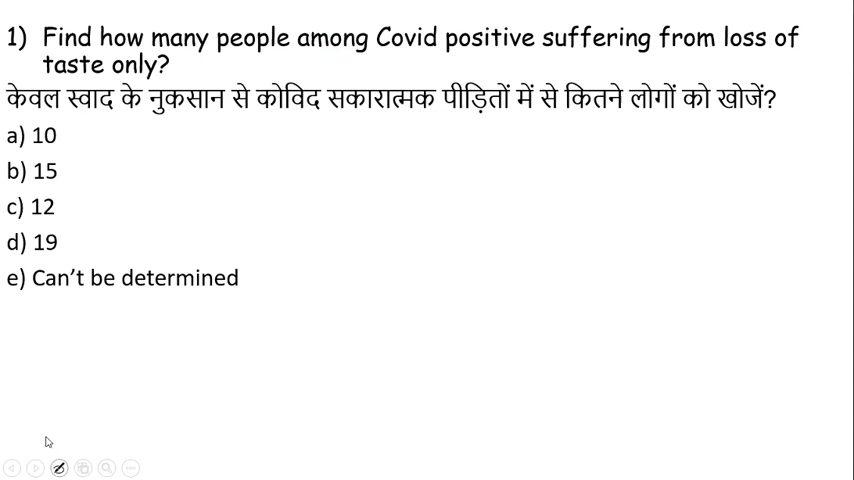 1) Find how many people among Covid positive suffering from loss of
taste only?
केवल स्वाद के नुकसान से कोविद सकारात्मक पीड़ितों में से कितने लोगों को खोजें?
a) 10
b) 15
c) 12
d) 19
e) Can’t be determined